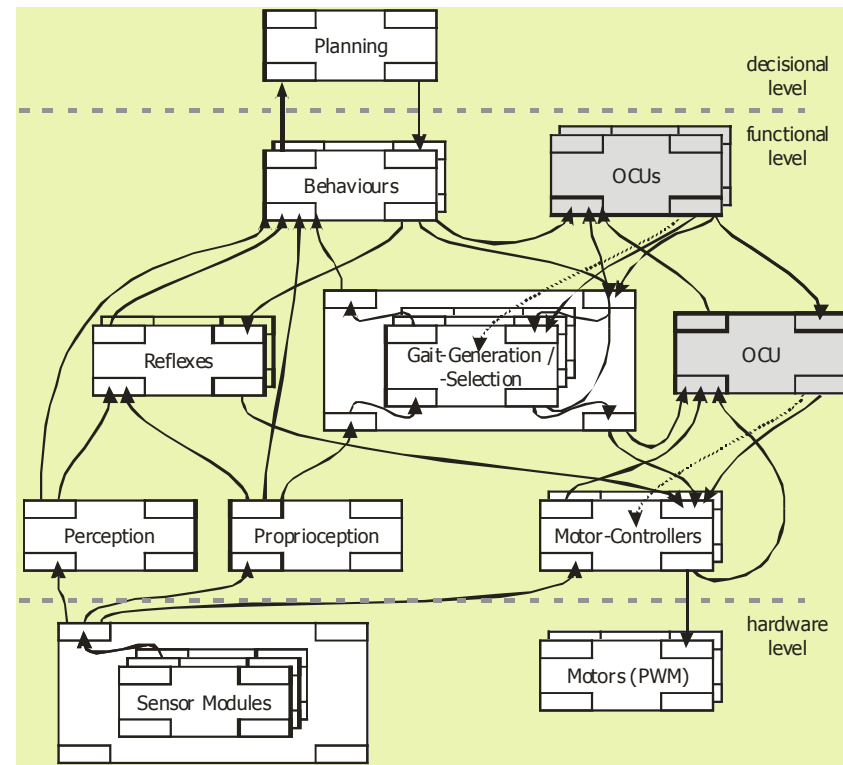 Planning
decisional
level
functional
level
Behaviours
OCUs
Reflexes
Gait-Generation /
-Selection
OCU
Perception
Proprioception
Motor-Controllers
hardware
level
Sensor Modules
Motors (PWM)